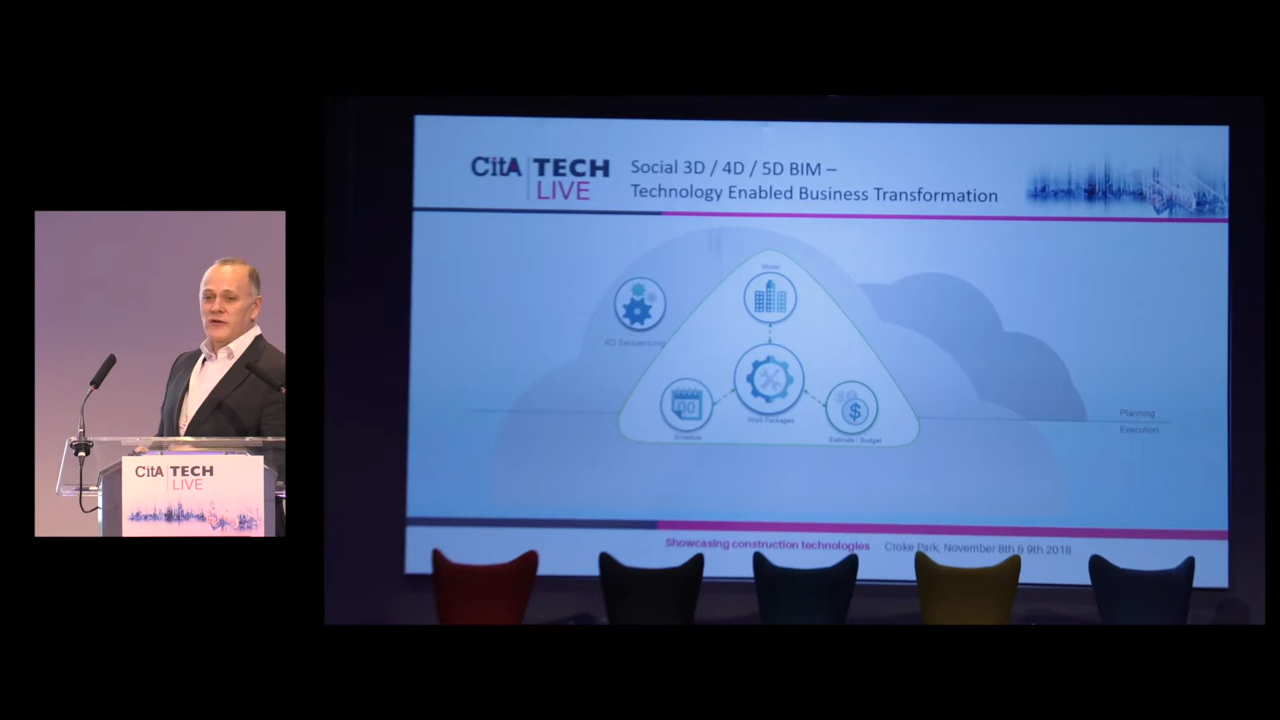 CitA TECH
LIVE
Social 3D / 4D / 5D BIM –
Technology Enabled Business Transformation
Model
4D Sequencing
Work Packages
Schedule
00
$
Estimate / Budget
Planning
Execution
Showcasing construction technologies Croke Park, November 8th & 9th 2018
CitA TECH
LIVE